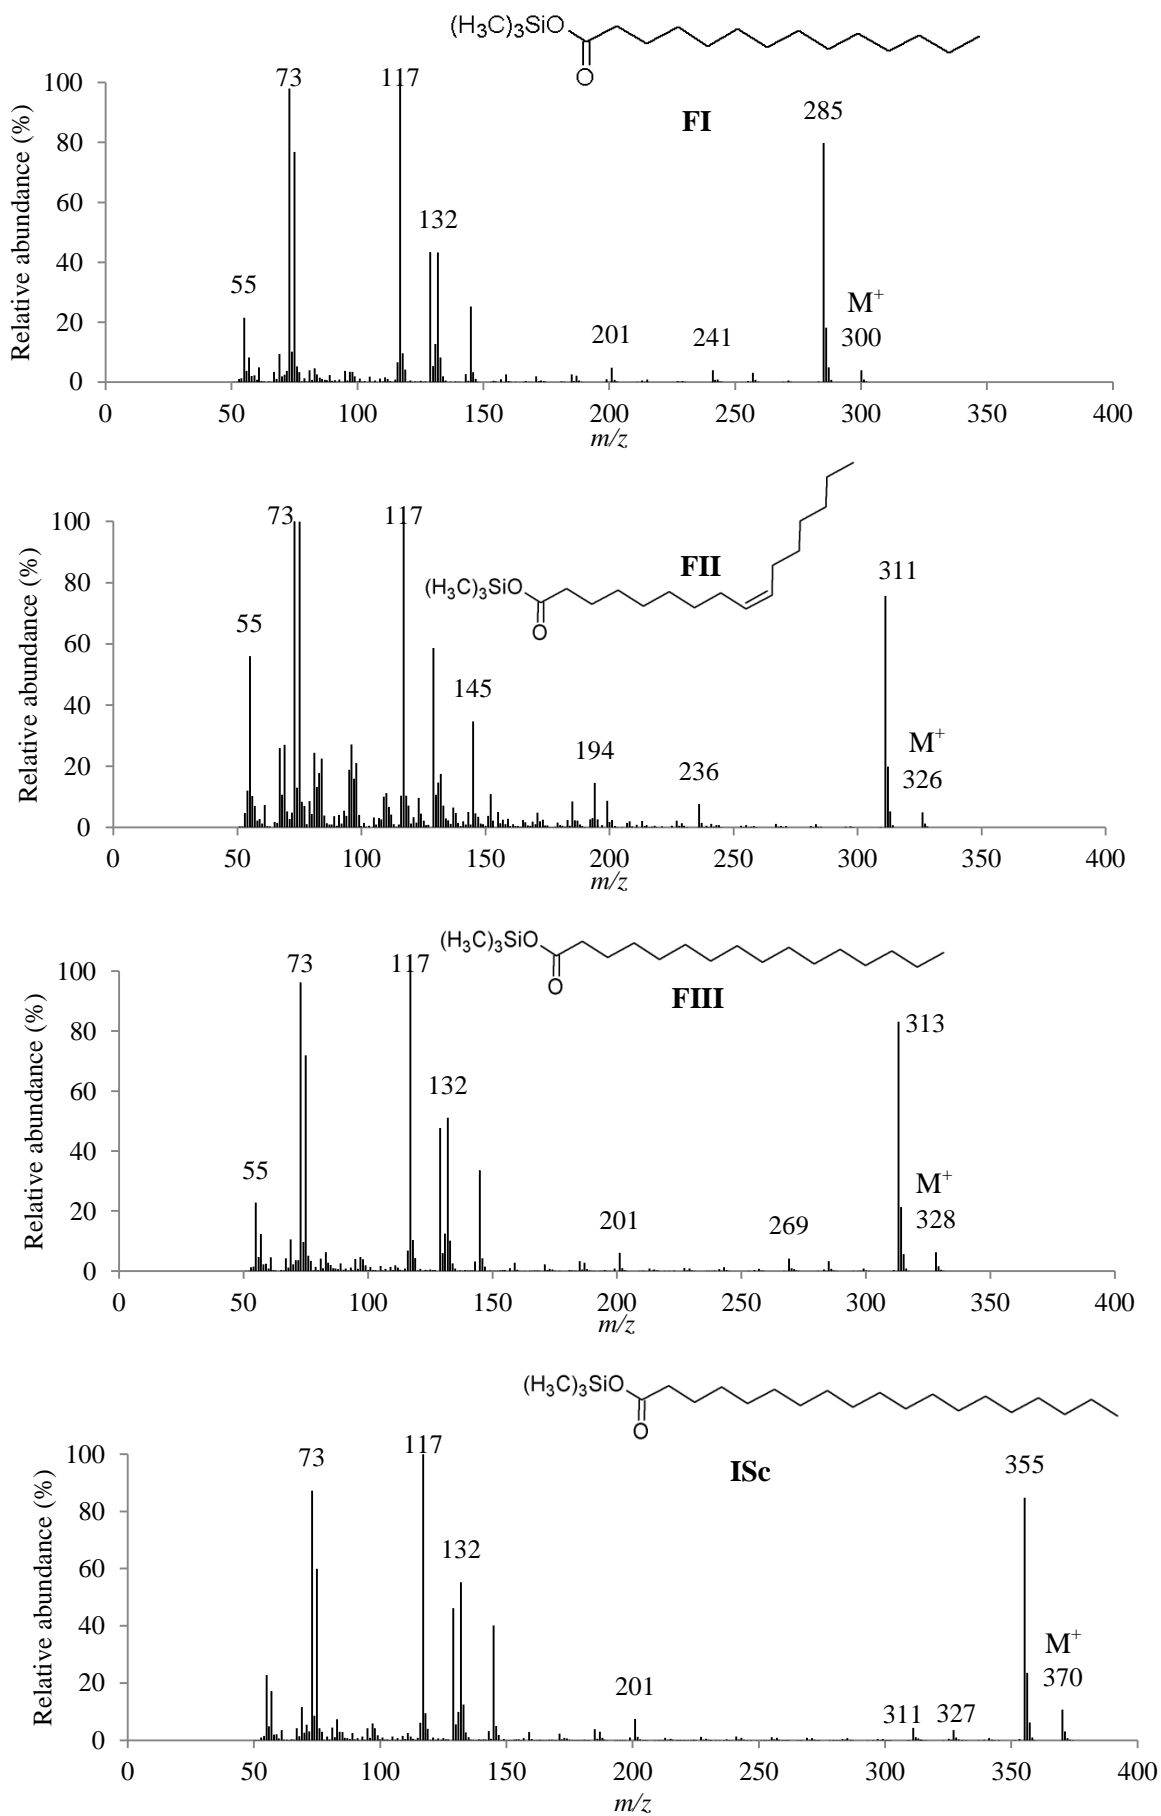 (H₃C)₃SiO
O
FI
Relative abundance (%)
100
80
60
40
20
0
73
117
285
132
55
201
241
M⁺
300
0 50 100 150 200 250 300 350 400
m/z
(H₃C)₃SiO
O
FII
Relative abundance (%)
100
80
60
40
20
0
73
117
311
55
145
194
236
M⁺
326
0 50 100 150 200 250 300 350 400
m/z
(H₃C)₃SiO
O
FIII
Relative abundance (%)
100
80
60
40
20
0
73
117
313
132
55
201
269
M⁺
328
0 50 100 150 200 250 300 350 400
m/z
(H₃C)₃SiO
O
ISc
Relative abundance (%)
100
80
60
40
20
0
73
117
355
132
201
311
327
M⁺
370
0 50 100 150 200 250 300 350 400
m/z